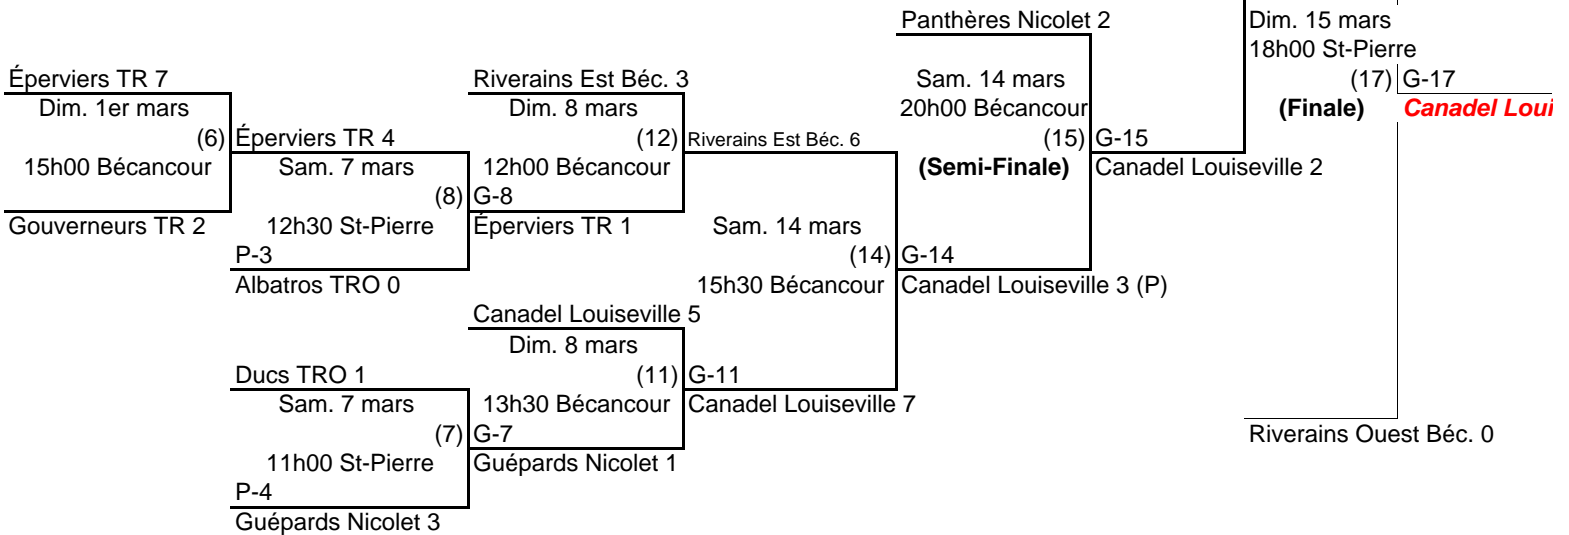 Panthères Nicolet 2
Dim. 15 mars
18h00 St-Pierre
Éperviers TR 7
Riverains Est Béc. 3
Sam. 14 mars
(17) G-17
Dim. 1er mars
Dim. 8 mars
20h00 Bécancour
(Finale)
Canadel Loui
(6) Éperviers TR 4
(12) Riverains Est Béc. 6
(15) G-15
15h00 Bécancour
Sam. 7 mars
12h00 Bécancour
(Semi-Finale)
Canadel Louiseville 2
(8) G-8
Gouverneurs TR 2
12h30 St-Pierre
Éperviers TR 1
Sam. 14 mars
P-3
(14) G-14
Albatros TRO 0
15h30 Bécancour
Canadel Louiseville 3 (P)
Canadel Louiseville 5
Dim. 8 mars
Ducs TRO 1
(11) G-11
Sam. 7 mars
13h30 Bécancour
Canadel Louiseville 7
(7) G-7
Riverains Ouest Béc. 0
11h00 St-Pierre
Guépards Nicolet 1
P-4
Guépards Nicolet 3